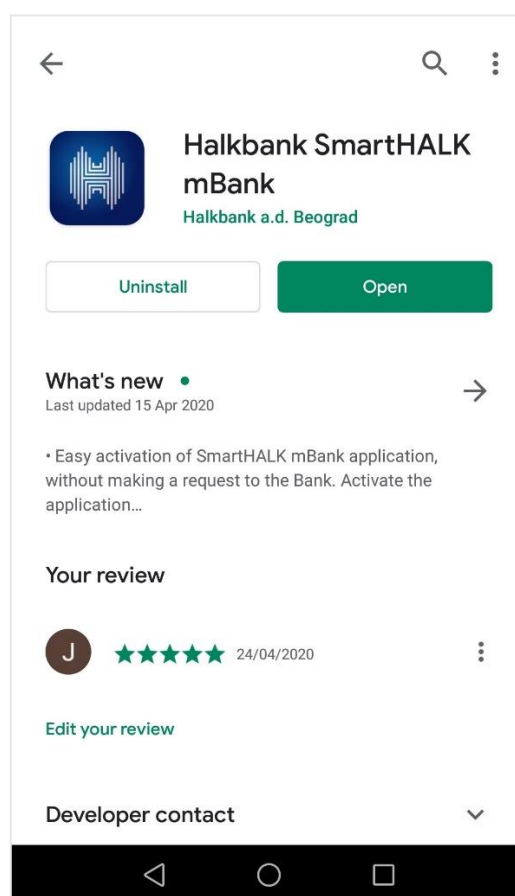 Halkbank SmartHALK
mBank
Halkbank a.d. Beograd
Uninstall
Open
What's new
Last updated 15 Apr 2020
• Easy activation of SmartHALK mBank application,
without making a request to the Bank. Activate the
application...
Your review
J
24/04/2020
Edit your review
Developer contact